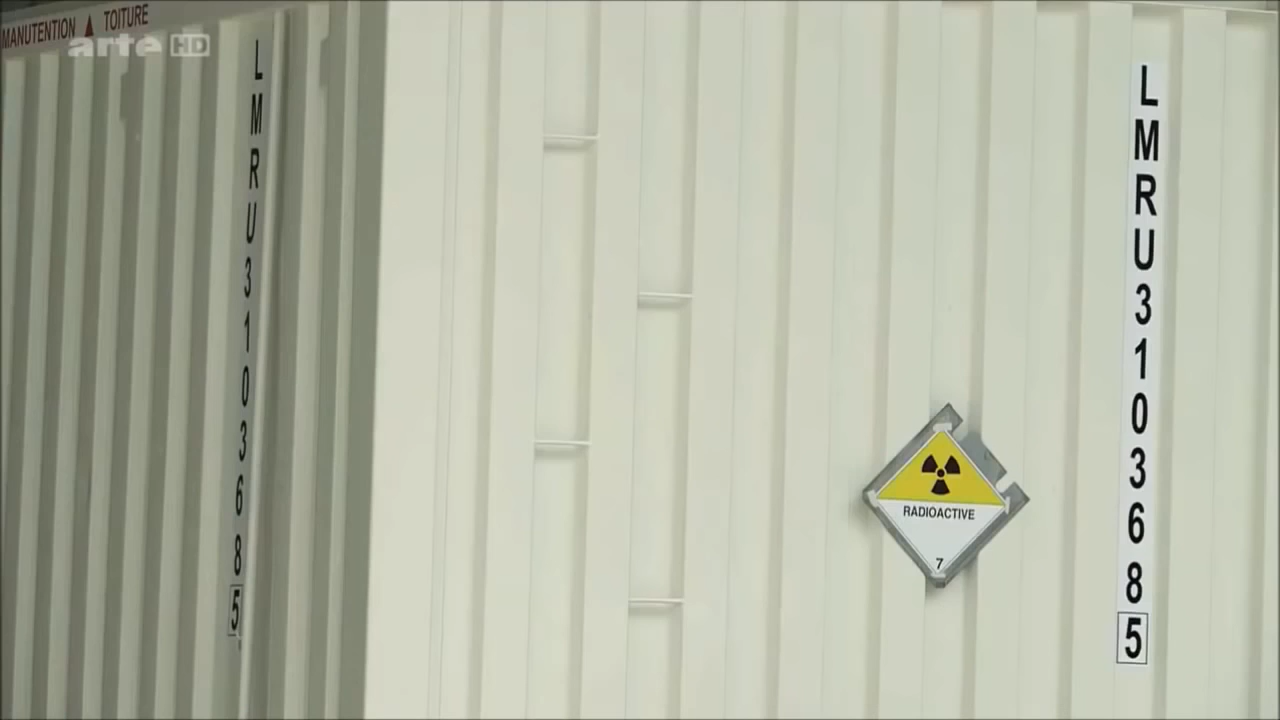 MANUTENTION TOITURE
arte HD
LMRU3103685
LMRU3103685
RADIOACTIVE
7